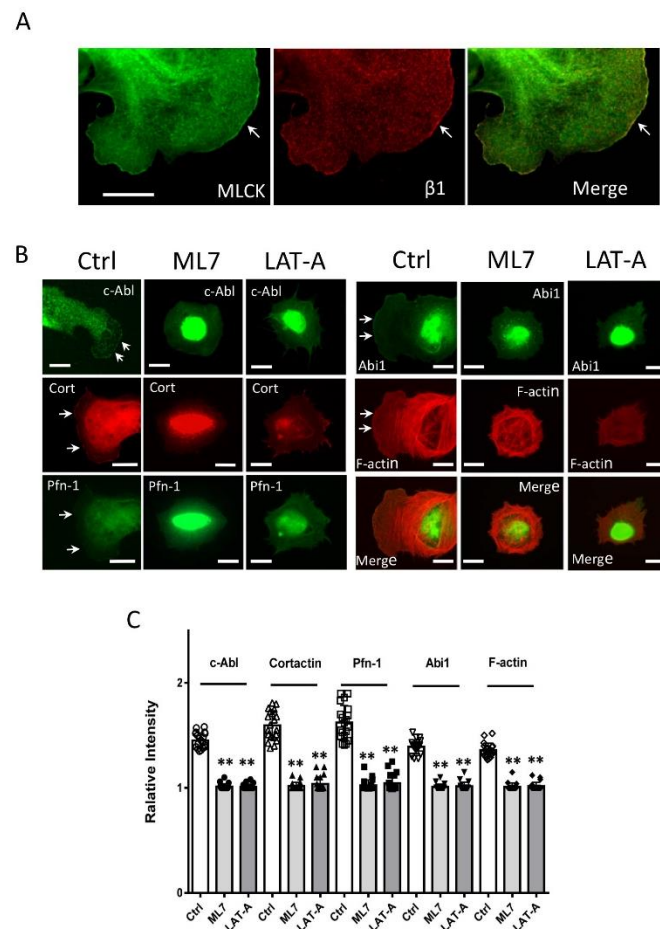 A
MLCK β1 Merge
B
Ctrl ML7 LAT-A Ctrl ML7 LAT-A
c-Abl c-Abl c-Abl Abi1 Abi1 Abi1
Cort Cort Cort F-actin F-actin F-actin
Pfn-1 Pfn-1 Pfn-1 Merge Merge Merge
C
c-Abl Cortactin Pfn-1 Abi1 F-actin
Ralative Intensity
2
** ** ** ** ** ** ** ** ** **
1
0
Ctrl ML7 LAT-A Ctrl ML7 LAT-A Ctrl ML7 LAT-A Ctrl ML7 LAT-A Ctrl ML7 LAT-A